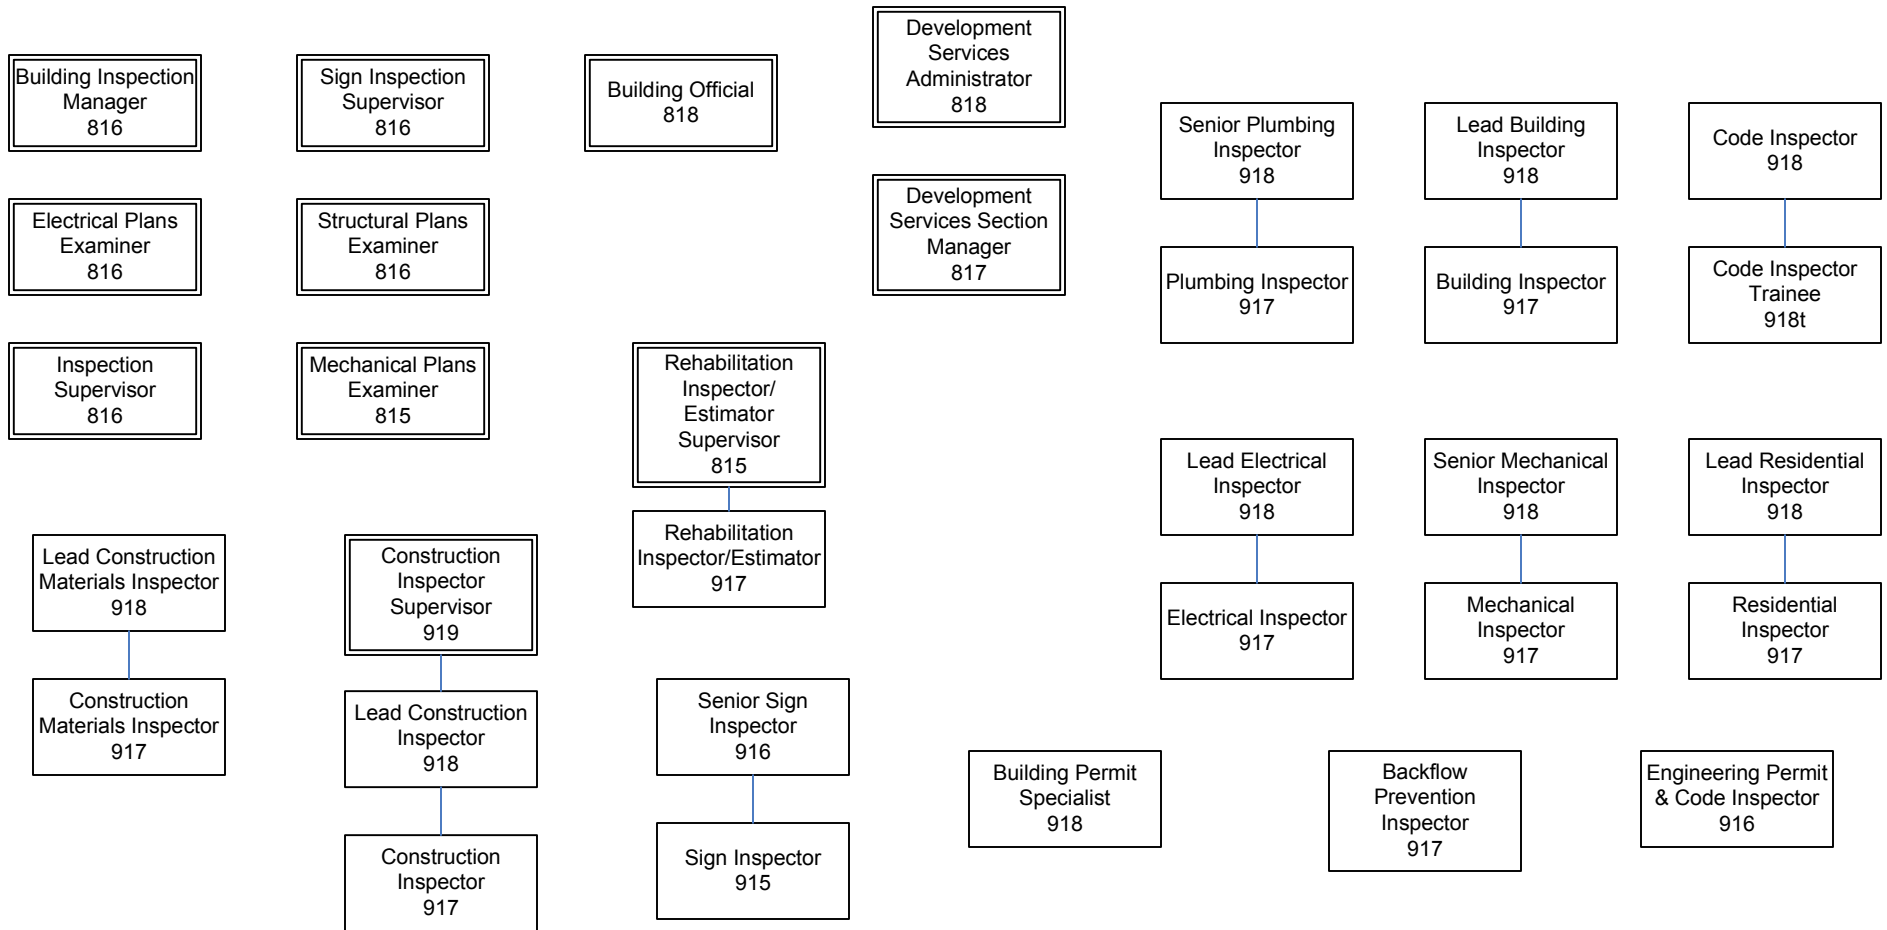 Building Inspection
Manager
816
Sign Inspection
Supervisor
816
Building Official
818
Development
Services
Administrator
818
Senior Plumbing
Inspector
918
Lead Building
Inspector
918
Code Inspector
918
Electrical Plans
Examiner
816
Structural Plans
Examiner
816
Development
Services Section
Manager
817
Plumbing Inspector
917
Building Inspector
917
Code Inspector
Trainee
918t
Inspection
Supervisor
816
Mechanical Plans
Examiner
815
Rehabilitation
Inspector/
Estimator
Supervisor
815
Lead Electrical
Inspector
918
Senior Mechanical
Inspector
918
Lead Residential
Inspector
918
Lead Construction
Materials Inspector
918
Construction
Inspector
Supervisor
919
Rehabilitation
Inspector/Estimator
917
Electrical Inspector
917
Mechanical
Inspector
917
Residential
Inspector
917
Construction
Materials Inspector
917
Lead Construction
Inspector
918
Senior Sign
Inspector
916
Building Permit
Specialist
918
Backflow
Prevention
Inspector
917
Engineering Permit
& Code Inspector
916
Construction
Inspector
917
Sign Inspector
915